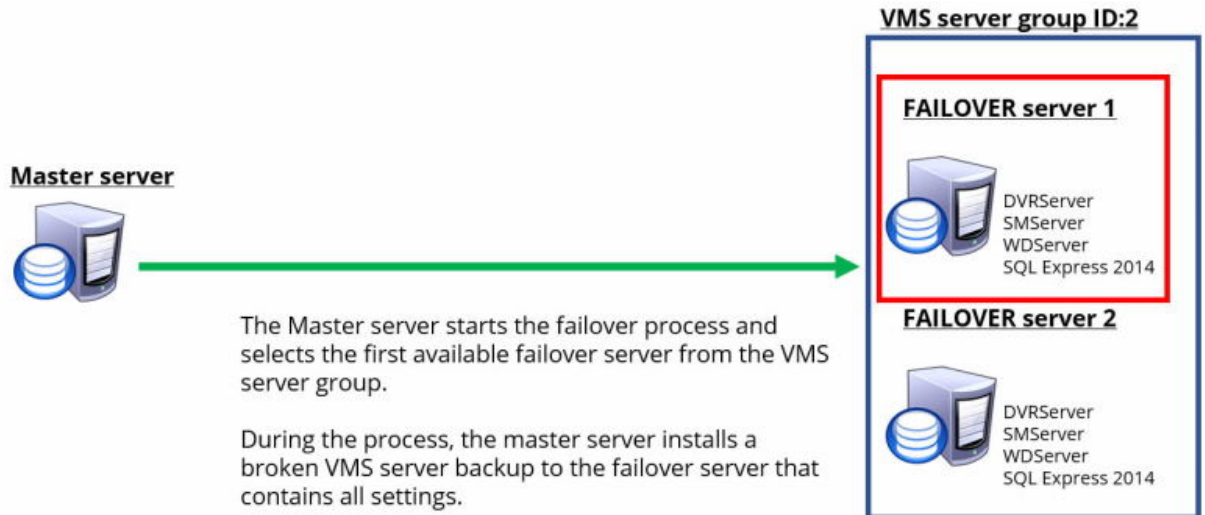 VMS server group ID:2
FAILOVER server 1
DVRServer
SMServer
WDServer
SQL Express 2014
Master server
The Master server starts the failover process and
selects the first available failover server from the VMS
server group.
During the process, the master server installs a
broken VMS server backup to the failover server that
contains all settings.
FAILOVER server 2
DVRServer
SMServer
WDServer
SQL Express 2014